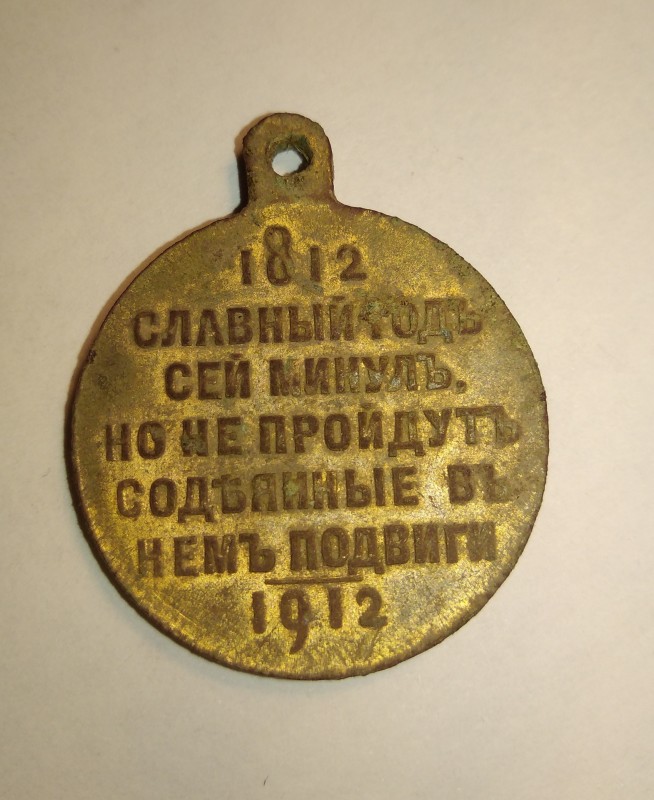 1812
СЛАВНЫЙ ГОДЪ
СЕЙ МИНУЛЪ.
НО НЕ ПРОЙДУТЪ
СОДѢЯННЫЕ ВЪ
НЕМЪ ПОДВИГИ
1912